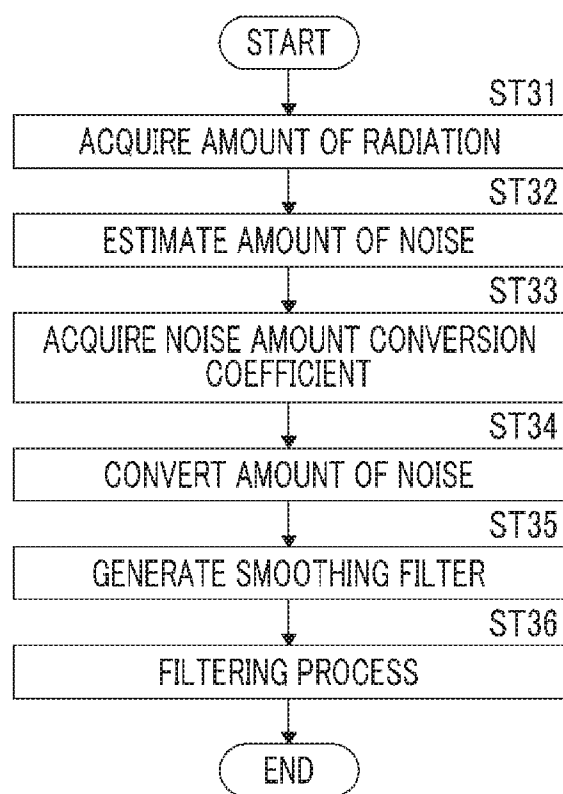 START
ST31
ACQUIRE AMOUNT OF RADIATION
ST32
ESTIMATE AMOUNT OF NOISE
ST33
ACQUIRE NOISE AMOUNT CONVERSION
COEFFICIENT
ST34
CONVERT AMOUNT OF NOISE
ST35
GENERATE SMOOTHING FILTER
ST36
FILTERING PROCESS
END